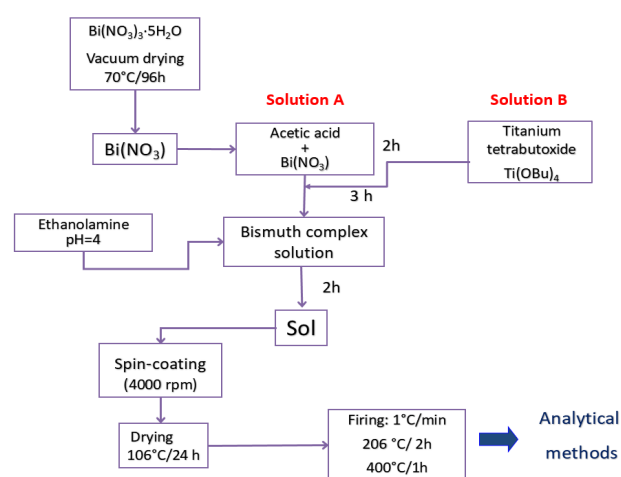 Bi(NO₃)₃·5H₂O
Vacuum drying
70°C/96h
Solution A
Solution B
Bi(NO₃)
Acetic acid
+
Bi(NO₃)
2h
Titanium
tetrabutoxide
Ti(OBu)₄
3 h
Ethanolamine
pH=4
Bismuth complex
solution
2h
Sol
Spin-coating
(4000 rpm)
Drying
106°C/24 h
Firing: 1°C/min
206 °C/ 2h
400°C/1h
Analytical
methods